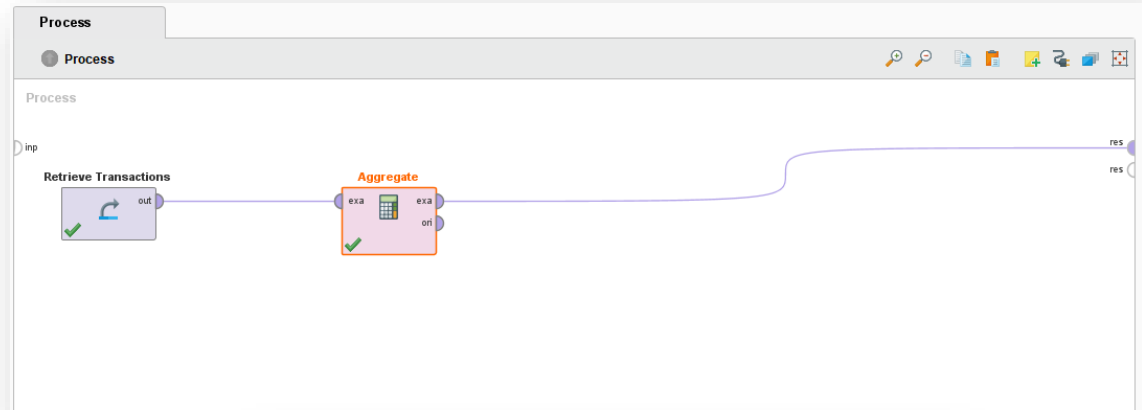 Process
Process
Process
inp
res
res
Retrieve Transactions
out
Aggregate
exa
exa
ori